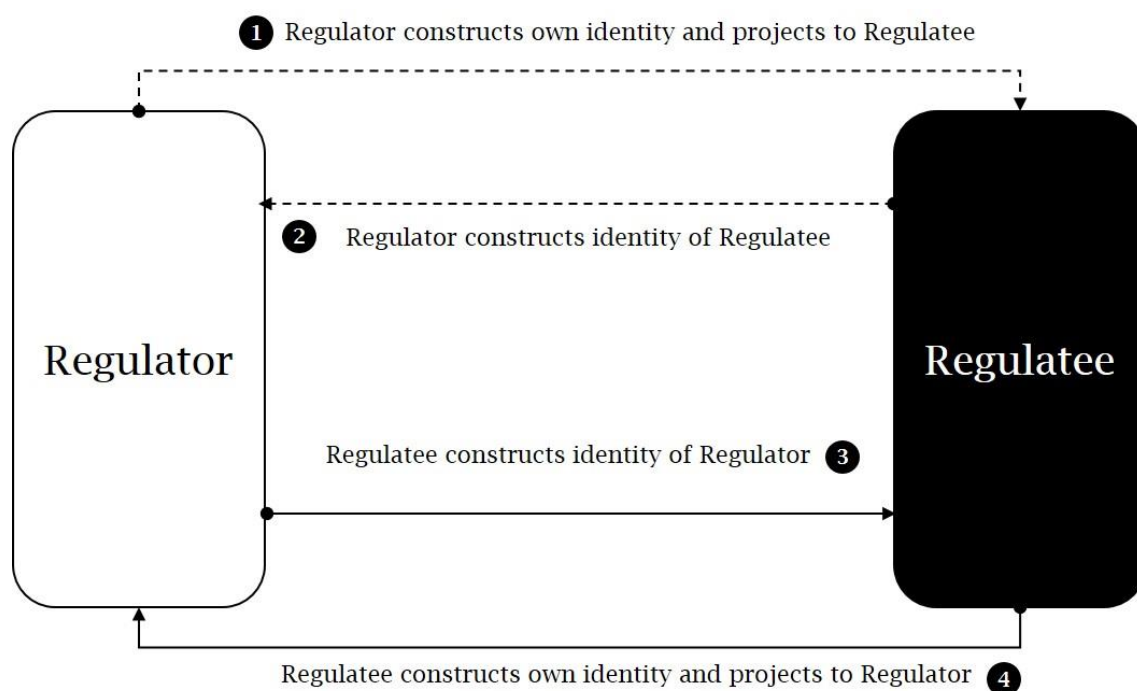 1 Regulator constructs own identity and projects to Regulatee
2 Regulator constructs identity of Regulatee
Regulator
Regulatee
Regulatee constructs identity of Regulator 3
Regulatee constructs own identity and projects to Regulator 4